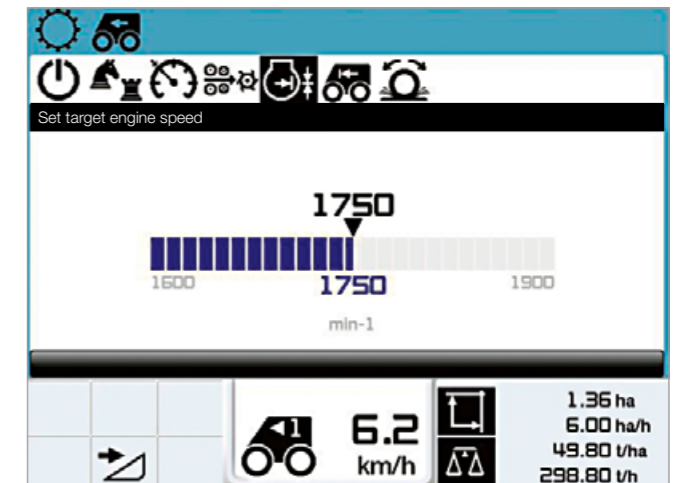 Set target engine speed
1750
1600 1750 1900
min-1
1
6.2
km/h
1.36 ha
6.00 ha/h
49.80 t/ha
298.80 t/h